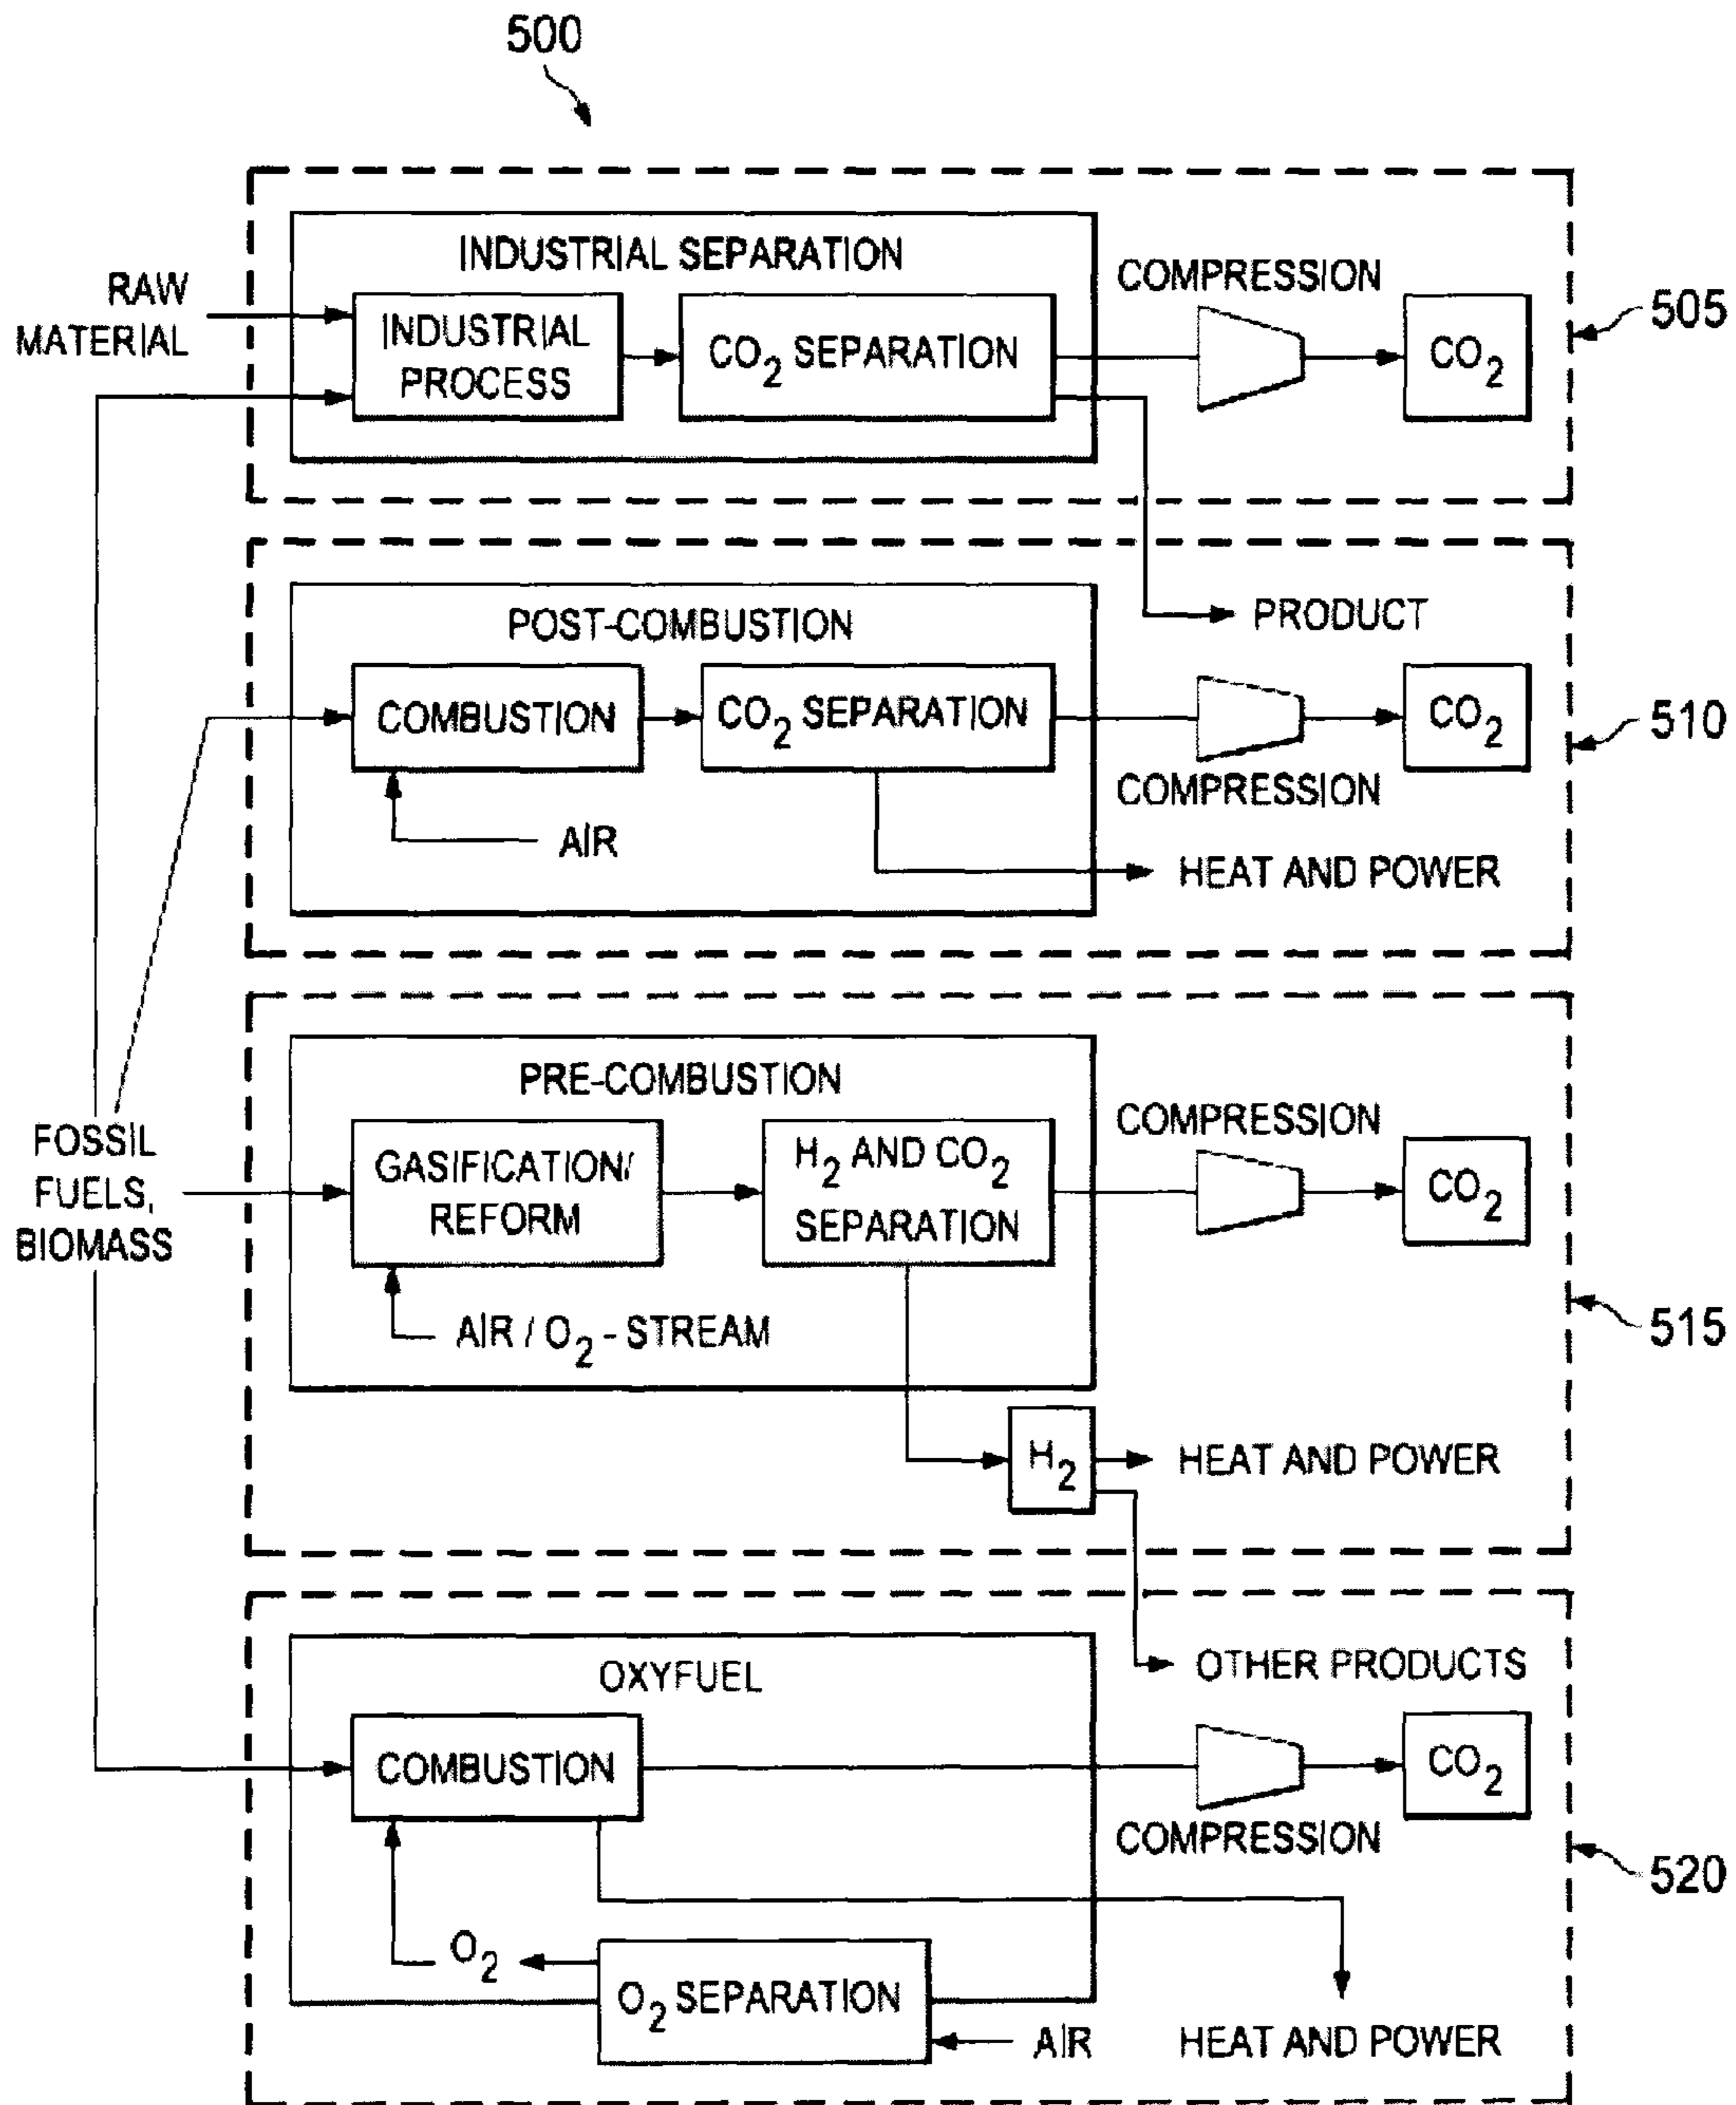 500
INDUSTRIAL SEPARATION
RAW
MATERIAL
INDUSTRIAL
PROCESS
CO2 SEPARATION
COMPRESSION
CO2
505
PRODUCT
POST-COMBUSTION
COMBUSTION
CO2 SEPARATION
COMPRESSION
CO2
510
AIR
HEAT AND POWER
FOSSIL
FUELS,
BIOMASS
PRE-COMBUSTION
GASIFICATION/
REFORM
H2 AND CO2
SEPARATION
COMPRESSION
CO2
515
AIR / O2 - STREAM
H2
HEAT AND POWER
OTHER PRODUCTS
OXYFUEL
COMBUSTION
COMPRESSION
CO2
520
O2
O2 SEPARATION
AIR
HEAT AND POWER